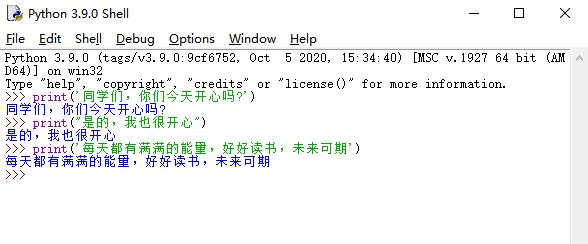 Python 3.9.0 Shell
File Edit Shell Debug Options Window Help
Python 3.9.0 (tags/v3.9.0:9cf6752, Oct  5 2020, 15:34:40) [MSC v.1927 64 bit (AM
D64)] on win32
Type "help", "copyright", "credits" or "license()" for more information.
>>> print('同学们，你们今天开心吗?')
同学们，你们今天开心吗?
>>> print("是的，我也很开心")
是的，我也很开心
>>> print('每天都有满满的能量，好好读书，未来可期')
每天都有满满的能量，好好读书，未来可期
>>>